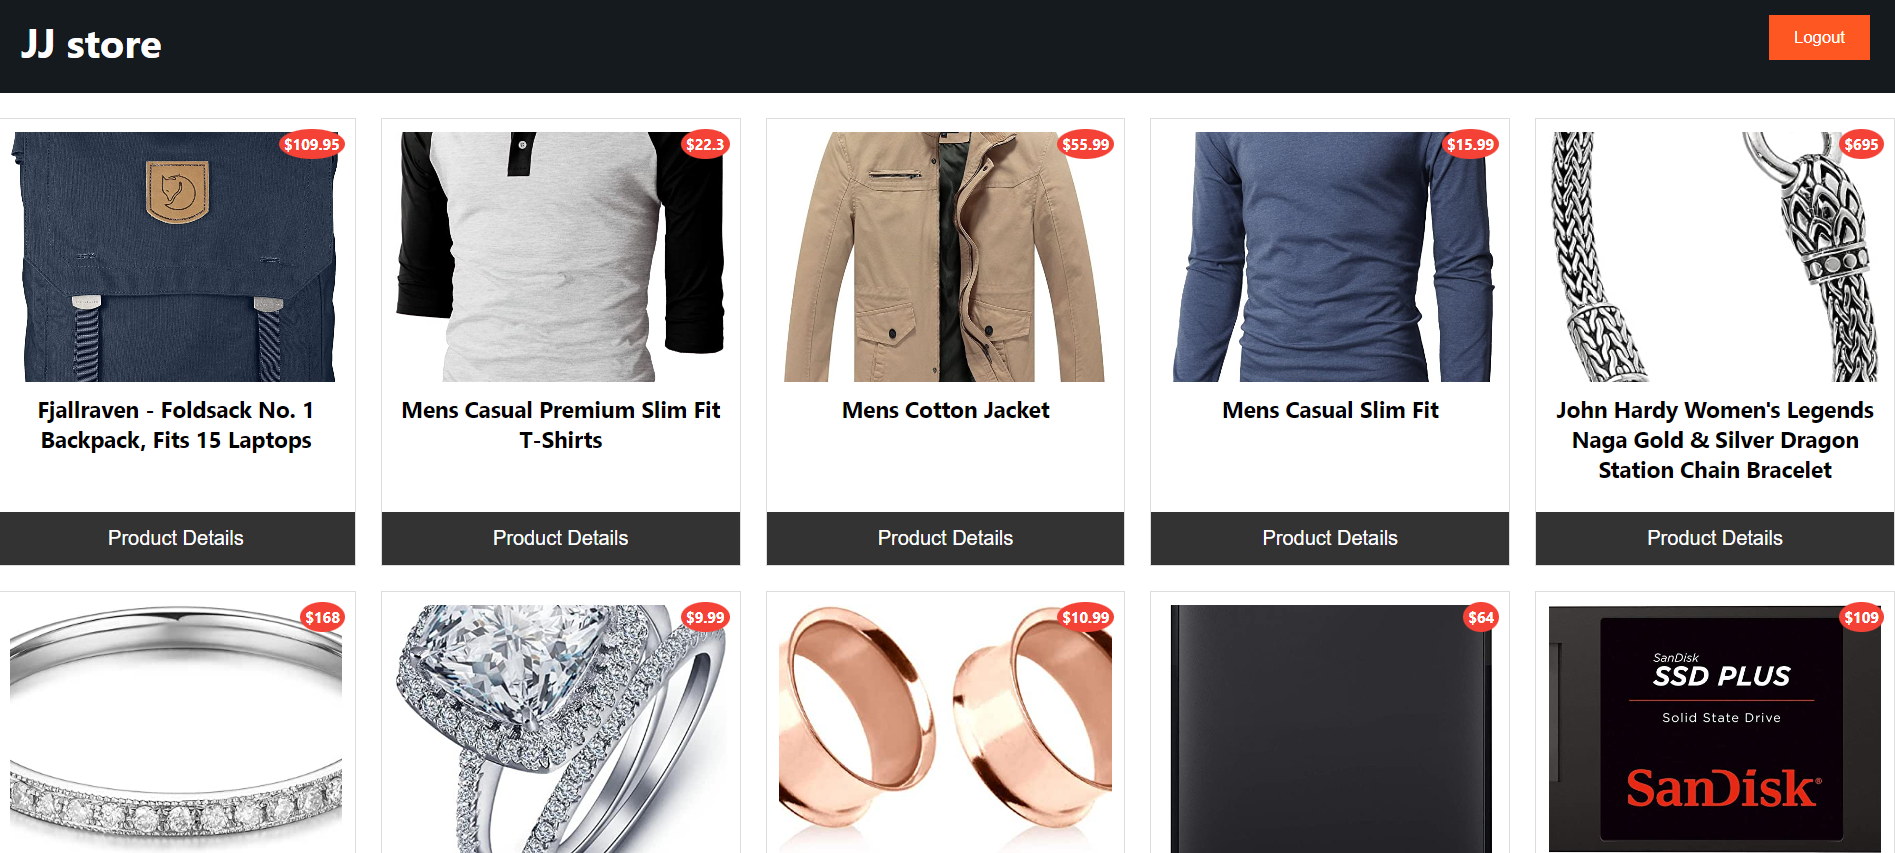 JJ store
Logout
$109.95
$22.3
$55.99
$15.99
$695
Fjallraven - Foldsack No. 1
Backpack, Fits 15 Laptops
Mens Casual Premium Slim Fit
T-Shirts
Mens Cotton Jacket
Mens Casual Slim Fit
John Hardy Women's Legends
Naga Gold & Silver Dragon
Station Chain Bracelet
Product Details
Product Details
Product Details
Product Details
Product Details
$168
$9.99
$10.99
$64
$109
SanDisk
SSD PLUS
Solid State Drive
SanDisk®